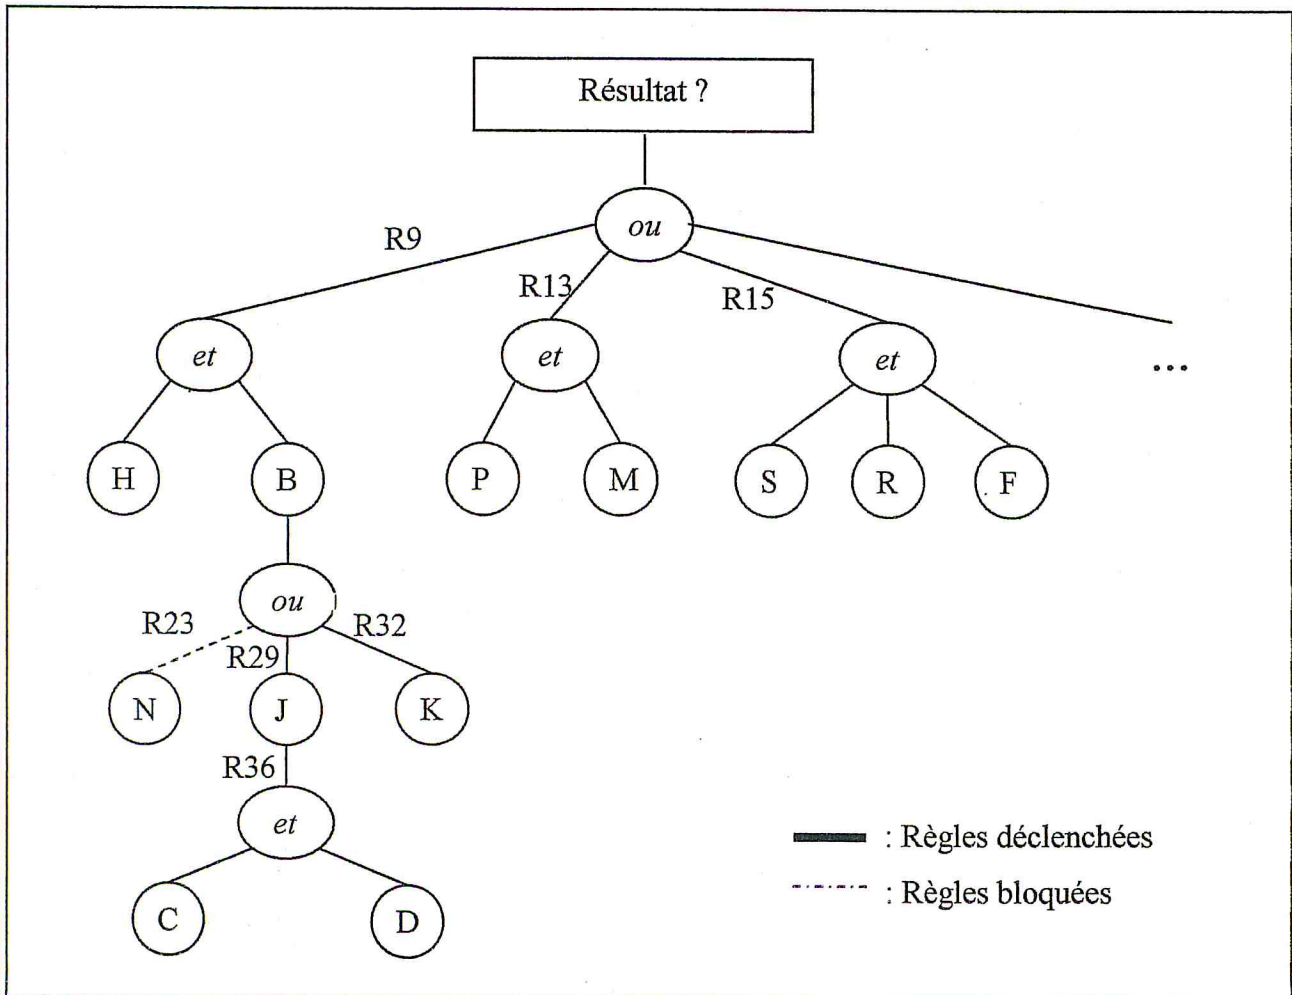 Résultat ?
ou
R9
R13
R15
et
et
et
...
H
B
P
M
S
R
F
ou
R23
R29
R32
N
J
K
R36
et
: Règles déclenchées
: Règles bloquées
C
D